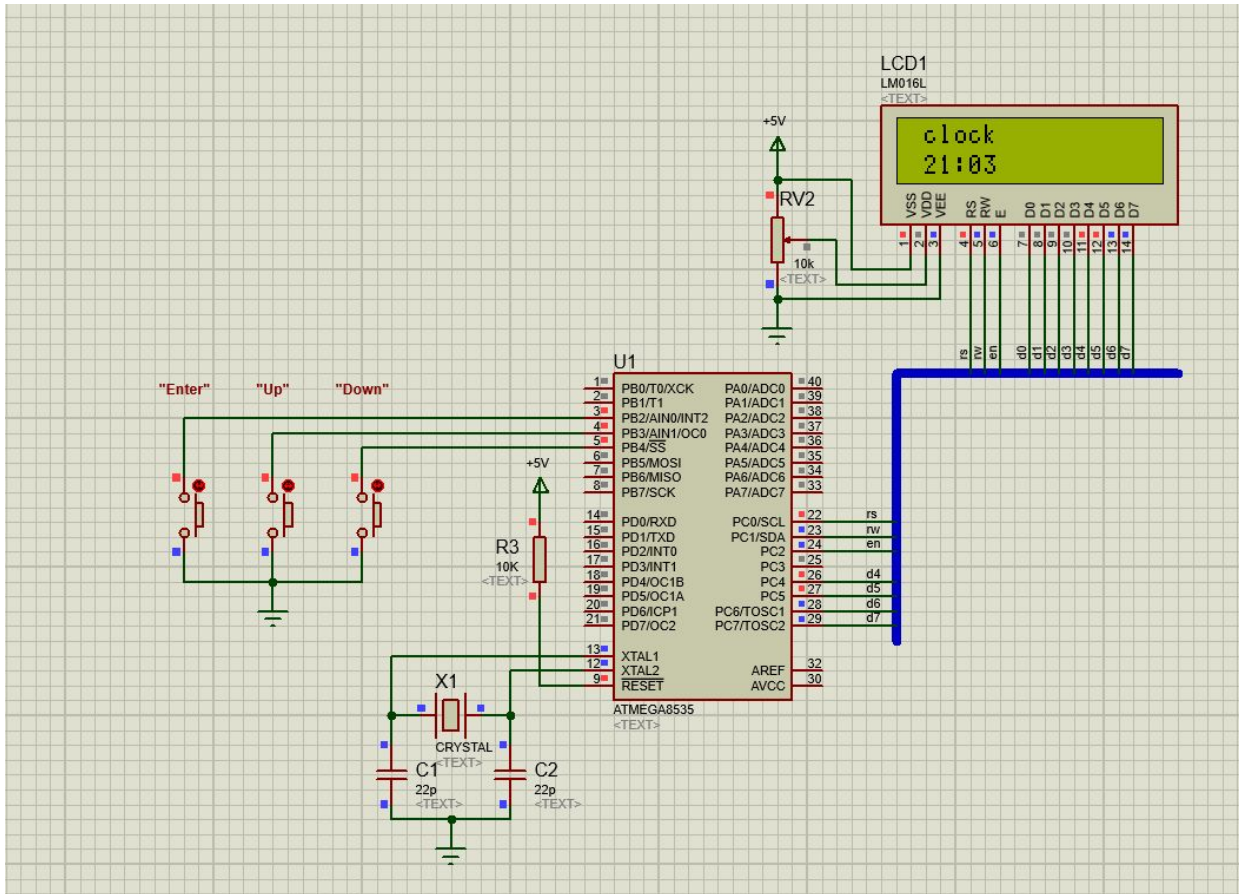 LCD1
LM016L
<TEXT>
clock
21:03
VSS
VDD
VEE
RS
RW
E
D0
D1
D2
D3
D4
D5
D6
D7
1
2
3
4
5
6
7
8
9
10
11
12
13
14
rs
rw
en
d0
d1
d2
d3
d4
d5
d6
d7
+5V
RV2
10k
<TEXT>
"Enter" "Up" "Down"
U1
1 PB0/T0/XCK PA0/ADC0 40
2 PB1/T1 PA1/ADC1 39
3 PB2/AIN0/INT2 PA2/ADC2 38
4 PB3/AIN1/OC0 PA3/ADC3 37
5 PB4/SS PA4/ADC4 36
6 PB5/MOSI PA5/ADC5 35
7 PB6/MISO PA6/ADC6 34
8 PB7/SCK PA7/ADC7 33
14 PD0/RXD PC0/SCL 22 rs
15 PD1/TXD PC1/SDA 23 rw
16 PD2/INT0 PC2 24 en
17 PD3/INT1 PC3 25
18 PD4/OC1B PC4 26 d4
19 PD5/OC1A PC5 27 d5
20 PD6/ICP1 PC6/TOSC1 28 d6
21 PD7/OC2 PC7/TOSC2 29 d7
13 XTAL1
12 XTAL2 AREF 32
9 RESET AVCC 30
ATMEGA8535
<TEXT>
+5V
R3
10K
<TEXT>
X1
CRYSTAL
<TEXT>
C1
22p
<TEXT>
C2
22p
<TEXT>